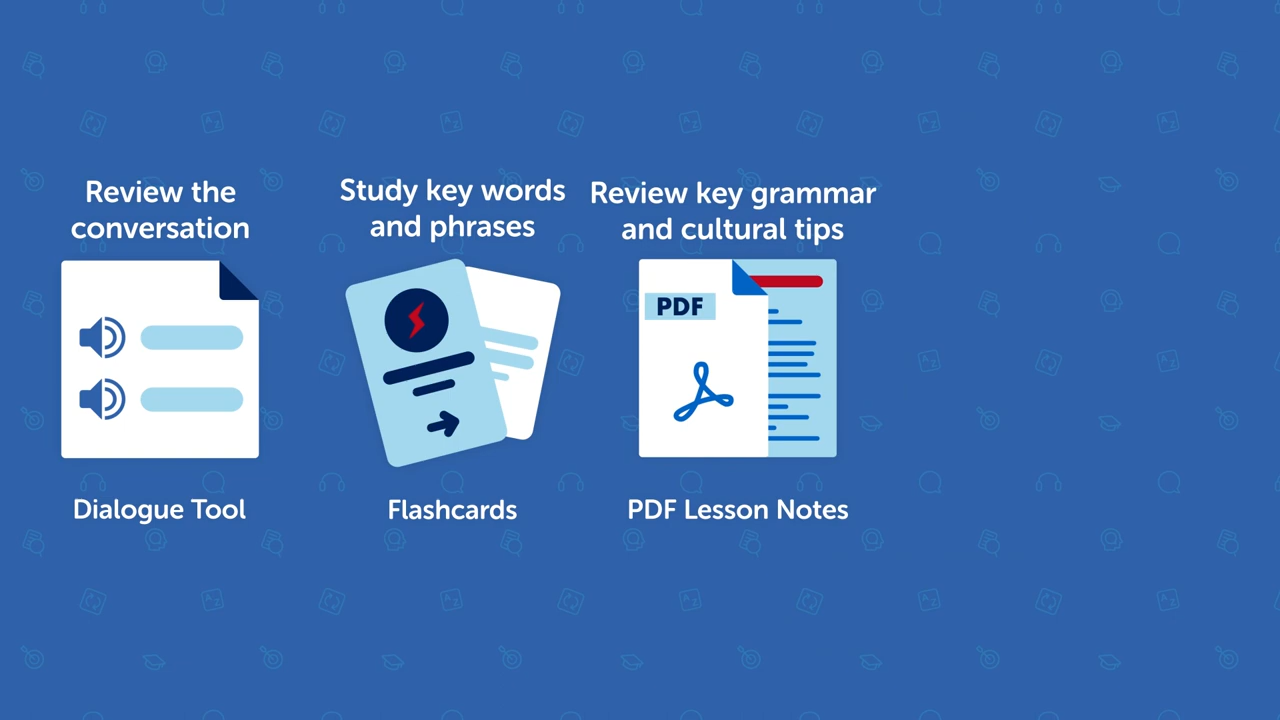 Review the
conversation
Dialogue Tool
Study key words
and phrases
Flashcards
Review key grammar
and cultural tips
PDF
PDF Lesson Notes